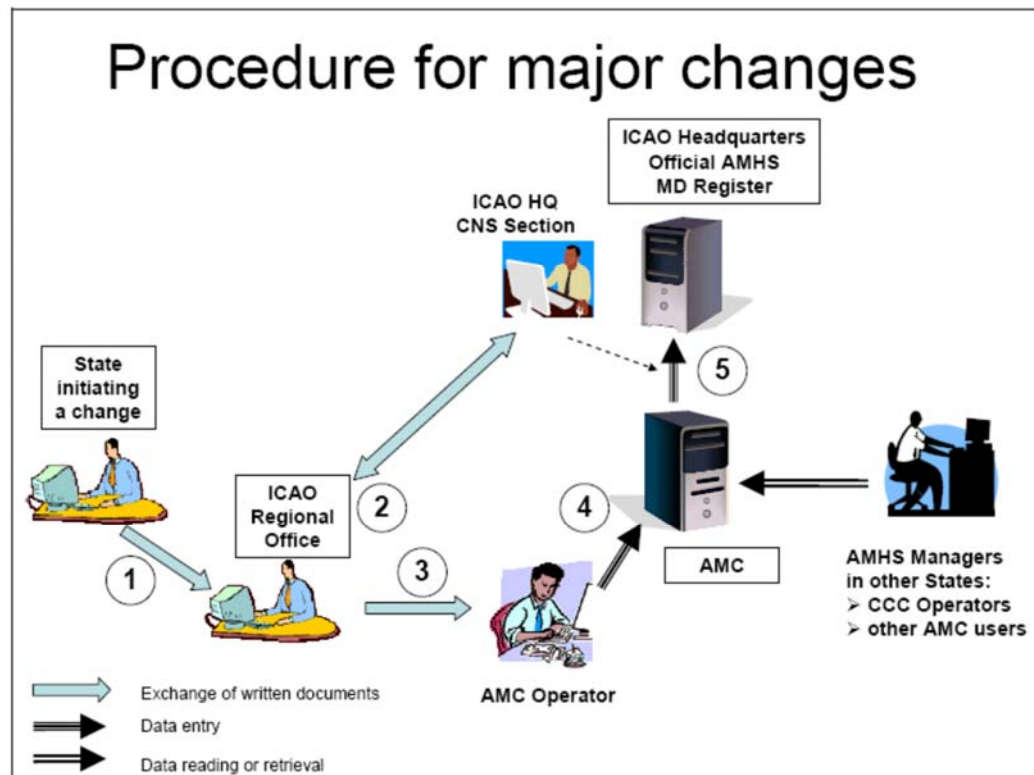 Procedure for major changes
ICAO Headquarters
Official AMHS
MD Register
ICAO HQ
CNS Section
5
State
initiating
a change
ICAO
Regional
Office
2
4
1
3
AMC
AMHS Managers
in other States:
➢ CCC Operators
➢ other AMC users
AMC Operator
Exchange of written documents
Data entry
Data reading or retrieval